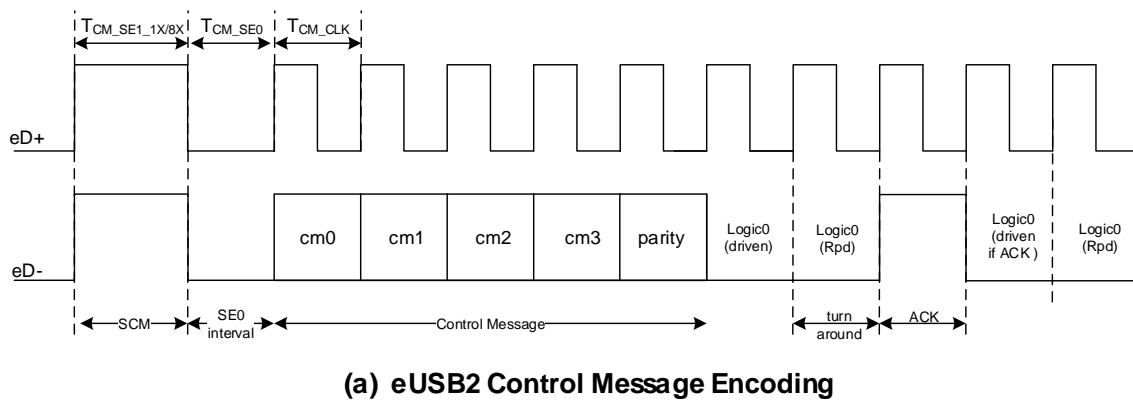 TCM_SE1_1X/8X TCM_SE0 TCM_CLK
eD+
cm0 cm1 cm2 cm3 parity
Logic0
(driven)
Logic0
(Rpd)
Logic0
(driven
if ACK )
Logic0
(Rpd)
eD-
SCM
SE0
interval
Control Message
turn
around
ACK
(a) eUSB2 Control Message Encoding